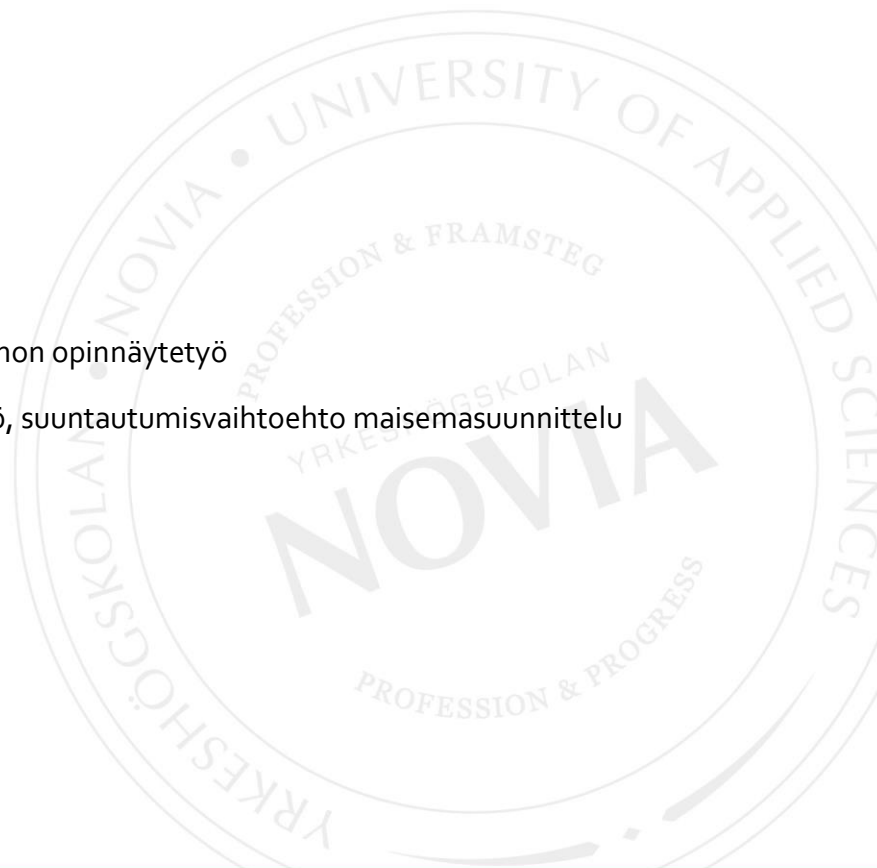 UNIVERSITY OF APPLIED SCIENCES
YRKESHÖGSKOLAN • NOVIA •
PROFESSION & FRAMSTEG
non opinnäytetyö
ö, suuntautumisvaihtoehto maisemasuunnittelu
YRKESHÖGSKOLAN
NOVIA
PROFESSION & PROGRESS